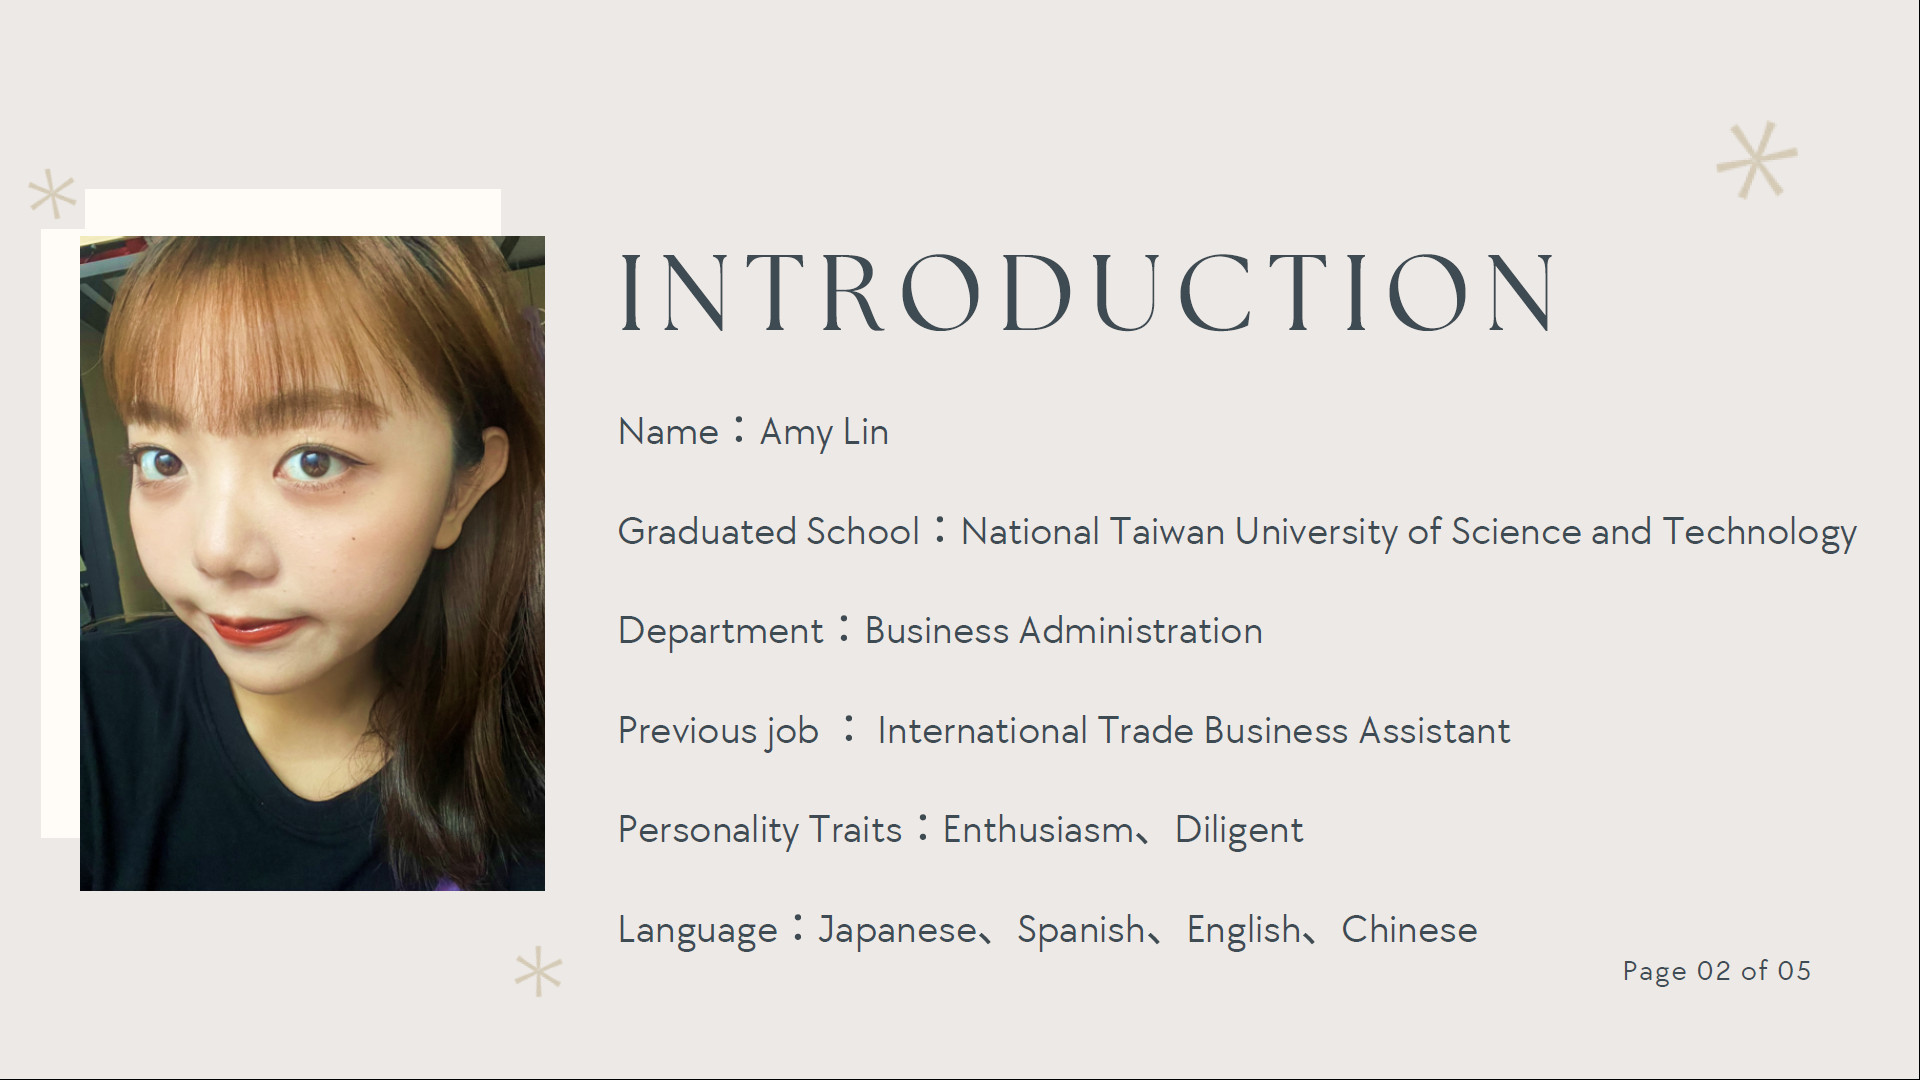 INTRODUCTION
Name：Amy Lin
Graduated School：National Taiwan University of Science and Technology
Department：Business Administration
Previous job ： International Trade Business Assistant
Personality Traits：Enthusiasm、Diligent
Language：Japanese、Spanish、English、Chinese
Page 02 of 05